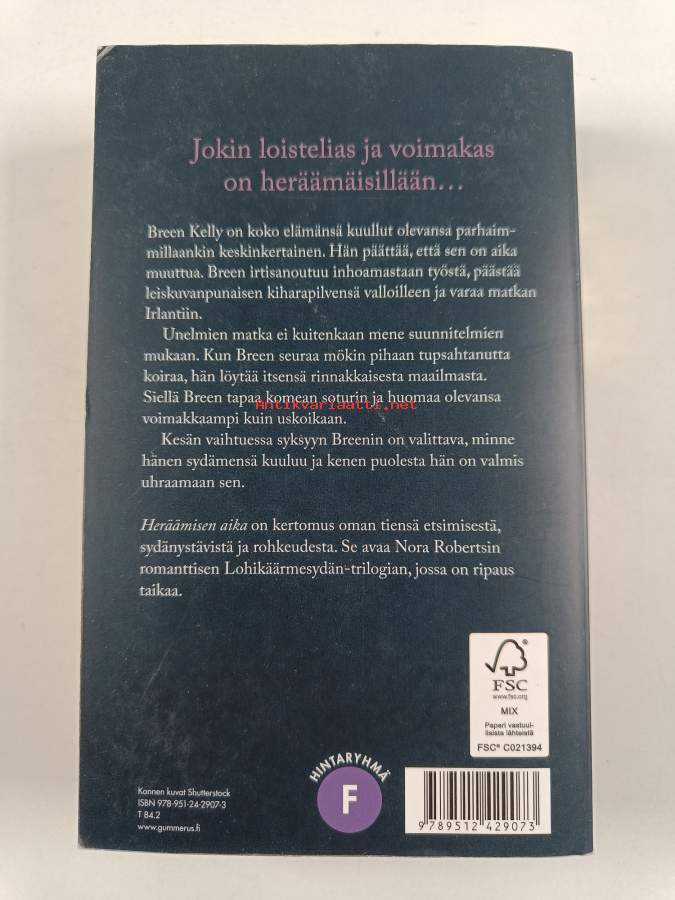 Jokin loistelias ja voimakas
on heräämäisillään…
Breen Kelly on koko elämänsä kuullut olevansa parhaim-
millaankin keskinkertainen. Hän päättää, että sen on aika
muuttua. Breen irtisanoutuu inhoamastaan työstä, päästää
leiskuvanpunaisen kiharapilvensä valloilleen ja varaa matkan
Irlantiin.
Unelmien matka ei kuitenkaan mene suunnitelmien
mukaan. Kun Breen seuraa mökin pihaan tupsahtanutta
koiraa, hän löytää itsensä rinnakkaisesta maailmasta.
Siellä Breen tapaa komean soturin ja huomaa olevansa
Antikvariaatti.net
voimakkaampi kuin uskoikaan.
Kesän vaihtuessa syksyyn Breenin on valittava, minne
hänen sydämensä kuuluu ja kenen puolesta hän on valmis
uhraamaan sen.
Heräämisen aika on kertomus oman tiensä etsimisestä,
sydänystävistä ja rohkeudesta. Se avaa Nora Robertsin
romanttisen Lohikäärmesydän-trilogian, jossa on ripaus
taikaa.
FSC
www.fsc.org
MIX
Paperi vastuul-
lisista lähteistä
FSC® C021394
HINTARYHMÄ
F
Kannen kuvat Shutterstock
ISBN 978-951-24-2907-3
T 84.2
www.gummerus.fi
9 789512 429073